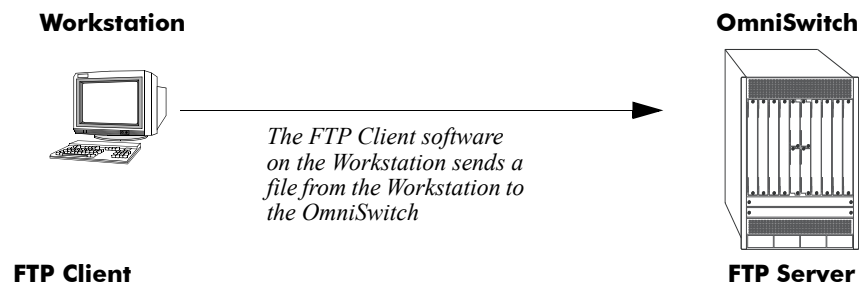 Workstation
OmniSwitch
The FTP Client software
on the Workstation sends a
file from the Workstation to
the OmniSwitch
FTP Client
FTP Server